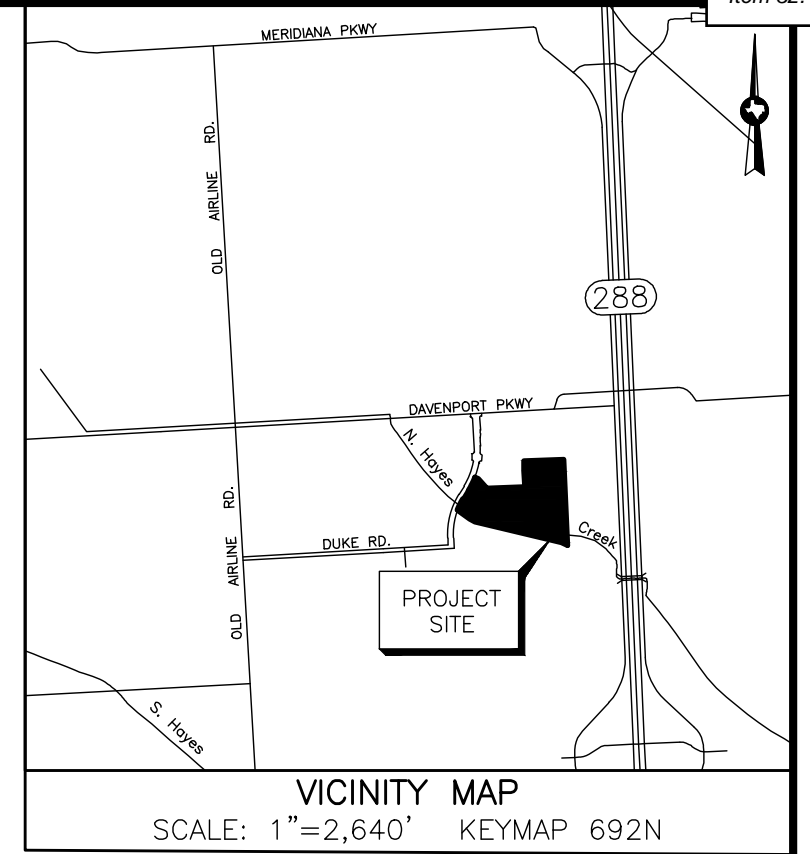 MERIDIANA PKWY
OLD AIRLINE RD.
288
DAVENPORT PKWY
N. Hayes
Creek
OLD AIRLINE RD.
DUKE RD.
PROJECT
SITE
S. Hayes
VICINITY MAP
SCALE: 1"=2,640' KEYMAP 692N